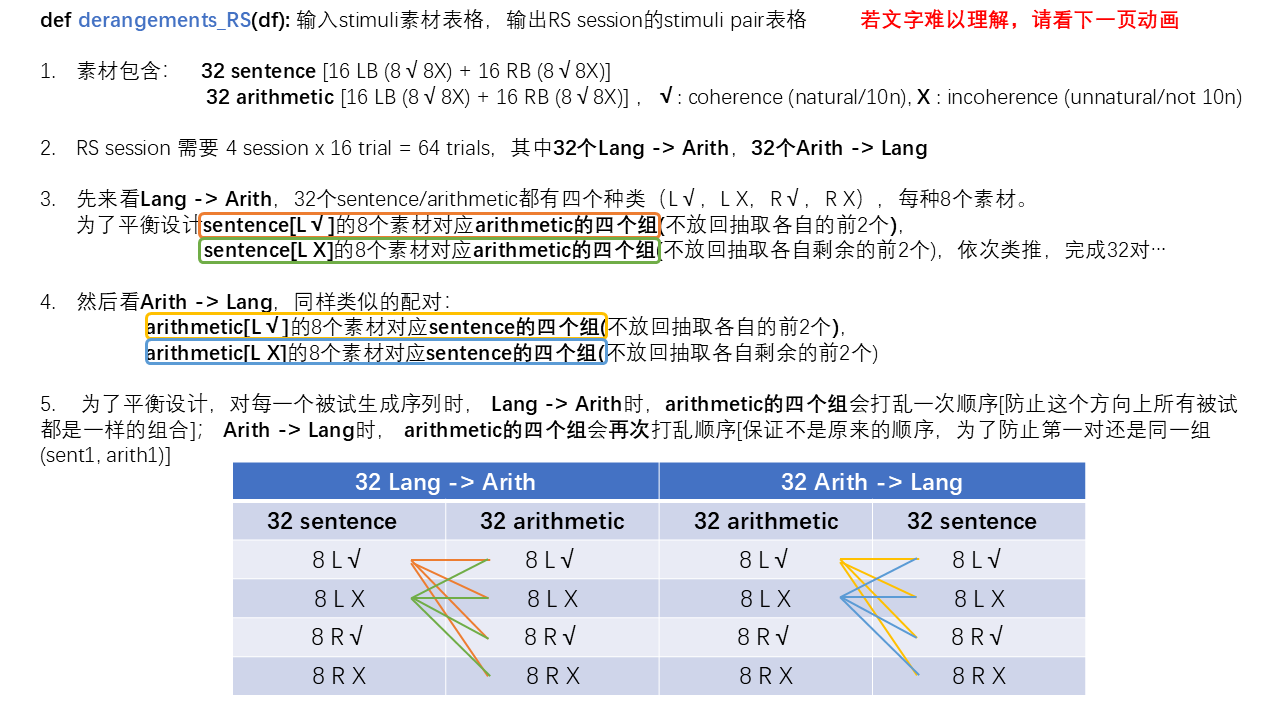 def derangements_RS(df): 输入stimuli素材表格，输出RS session的stimuli pair表格 若文字难以理解，请看下一页动画
1. 素材包含： 32 sentence [16 LB (8 √ 8X) + 16 RB (8 √ 8X)]
32 arithmetic [16 LB (8 √ 8X) + 16 RB (8 √ 8X)] ， √ : coherence (natural/10n), X : incoherence (unnatural/not 10n)
2. RS session 需要 4 session x 16 trial = 64 trials，其中32个Lang -> Arith，32个Arith -> Lang
3. 先来看Lang -> Arith，32个sentence/arithmetic都有四个种类（L √，L X，R √，R X），每种8个素材。
为了平衡设计sentence[L √ ]的8个素材对应arithmetic的四个组(不放回抽取各自的前2个)，
sentence[L X]的8个素材对应arithmetic的四个组(不放回抽取各自剩余的前2个)，依次类推，完成32对…
4. 然后看Arith -> Lang，同样类似的配对：
arithmetic[L √ ]的8个素材对应sentence的四个组(不放回抽取各自的前2个)，
arithmetic[L X]的8个素材对应sentence的四个组(不放回抽取各自剩余的前2个)
5. 为了平衡设计，对每一个被试生成序列时， Lang -> Arith时，arithmetic的四个组会打乱一次顺序[防止这个方向上所有被试
都是一样的组合]； Arith -> Lang时， arithmetic的四个组会再次打乱顺序[保证不是原来的顺序，为了防止第一对还是同一组
(sent1, arith1)]
32 Lang -> Arith 32 Arith -> Lang
32 sentence 32 arithmetic 32 arithmetic 32 sentence
8 L √ 8 L √ 8 L √ 8 L √
8 L X 8 L X 8 L X 8 L X
8 R √ 8 R √ 8 R √ 8 R √
8 R X 8 R X 8 R X 8 R X